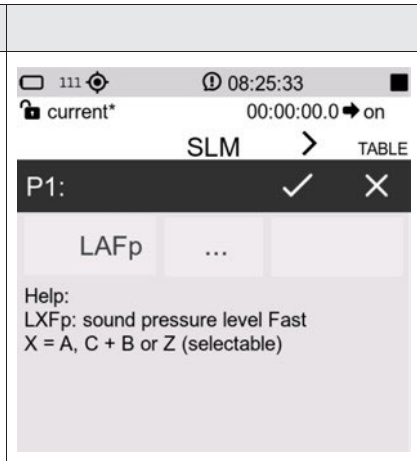 111 08:25:33
current* 00:00:00.0 on
SLM > TABLE
P1:
LAFp ...
Help:
LXFp: sound pressure level Fast
X = A, C + B or Z (selectable)